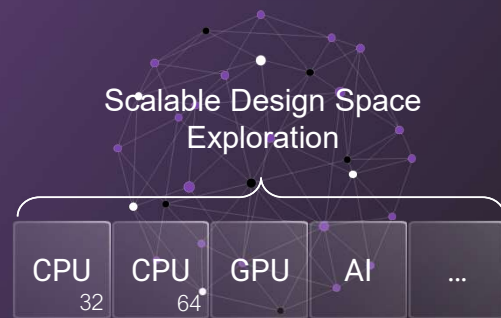 Scalable Design Space
Exploration
CPU CPU GPU AI ...
32 64